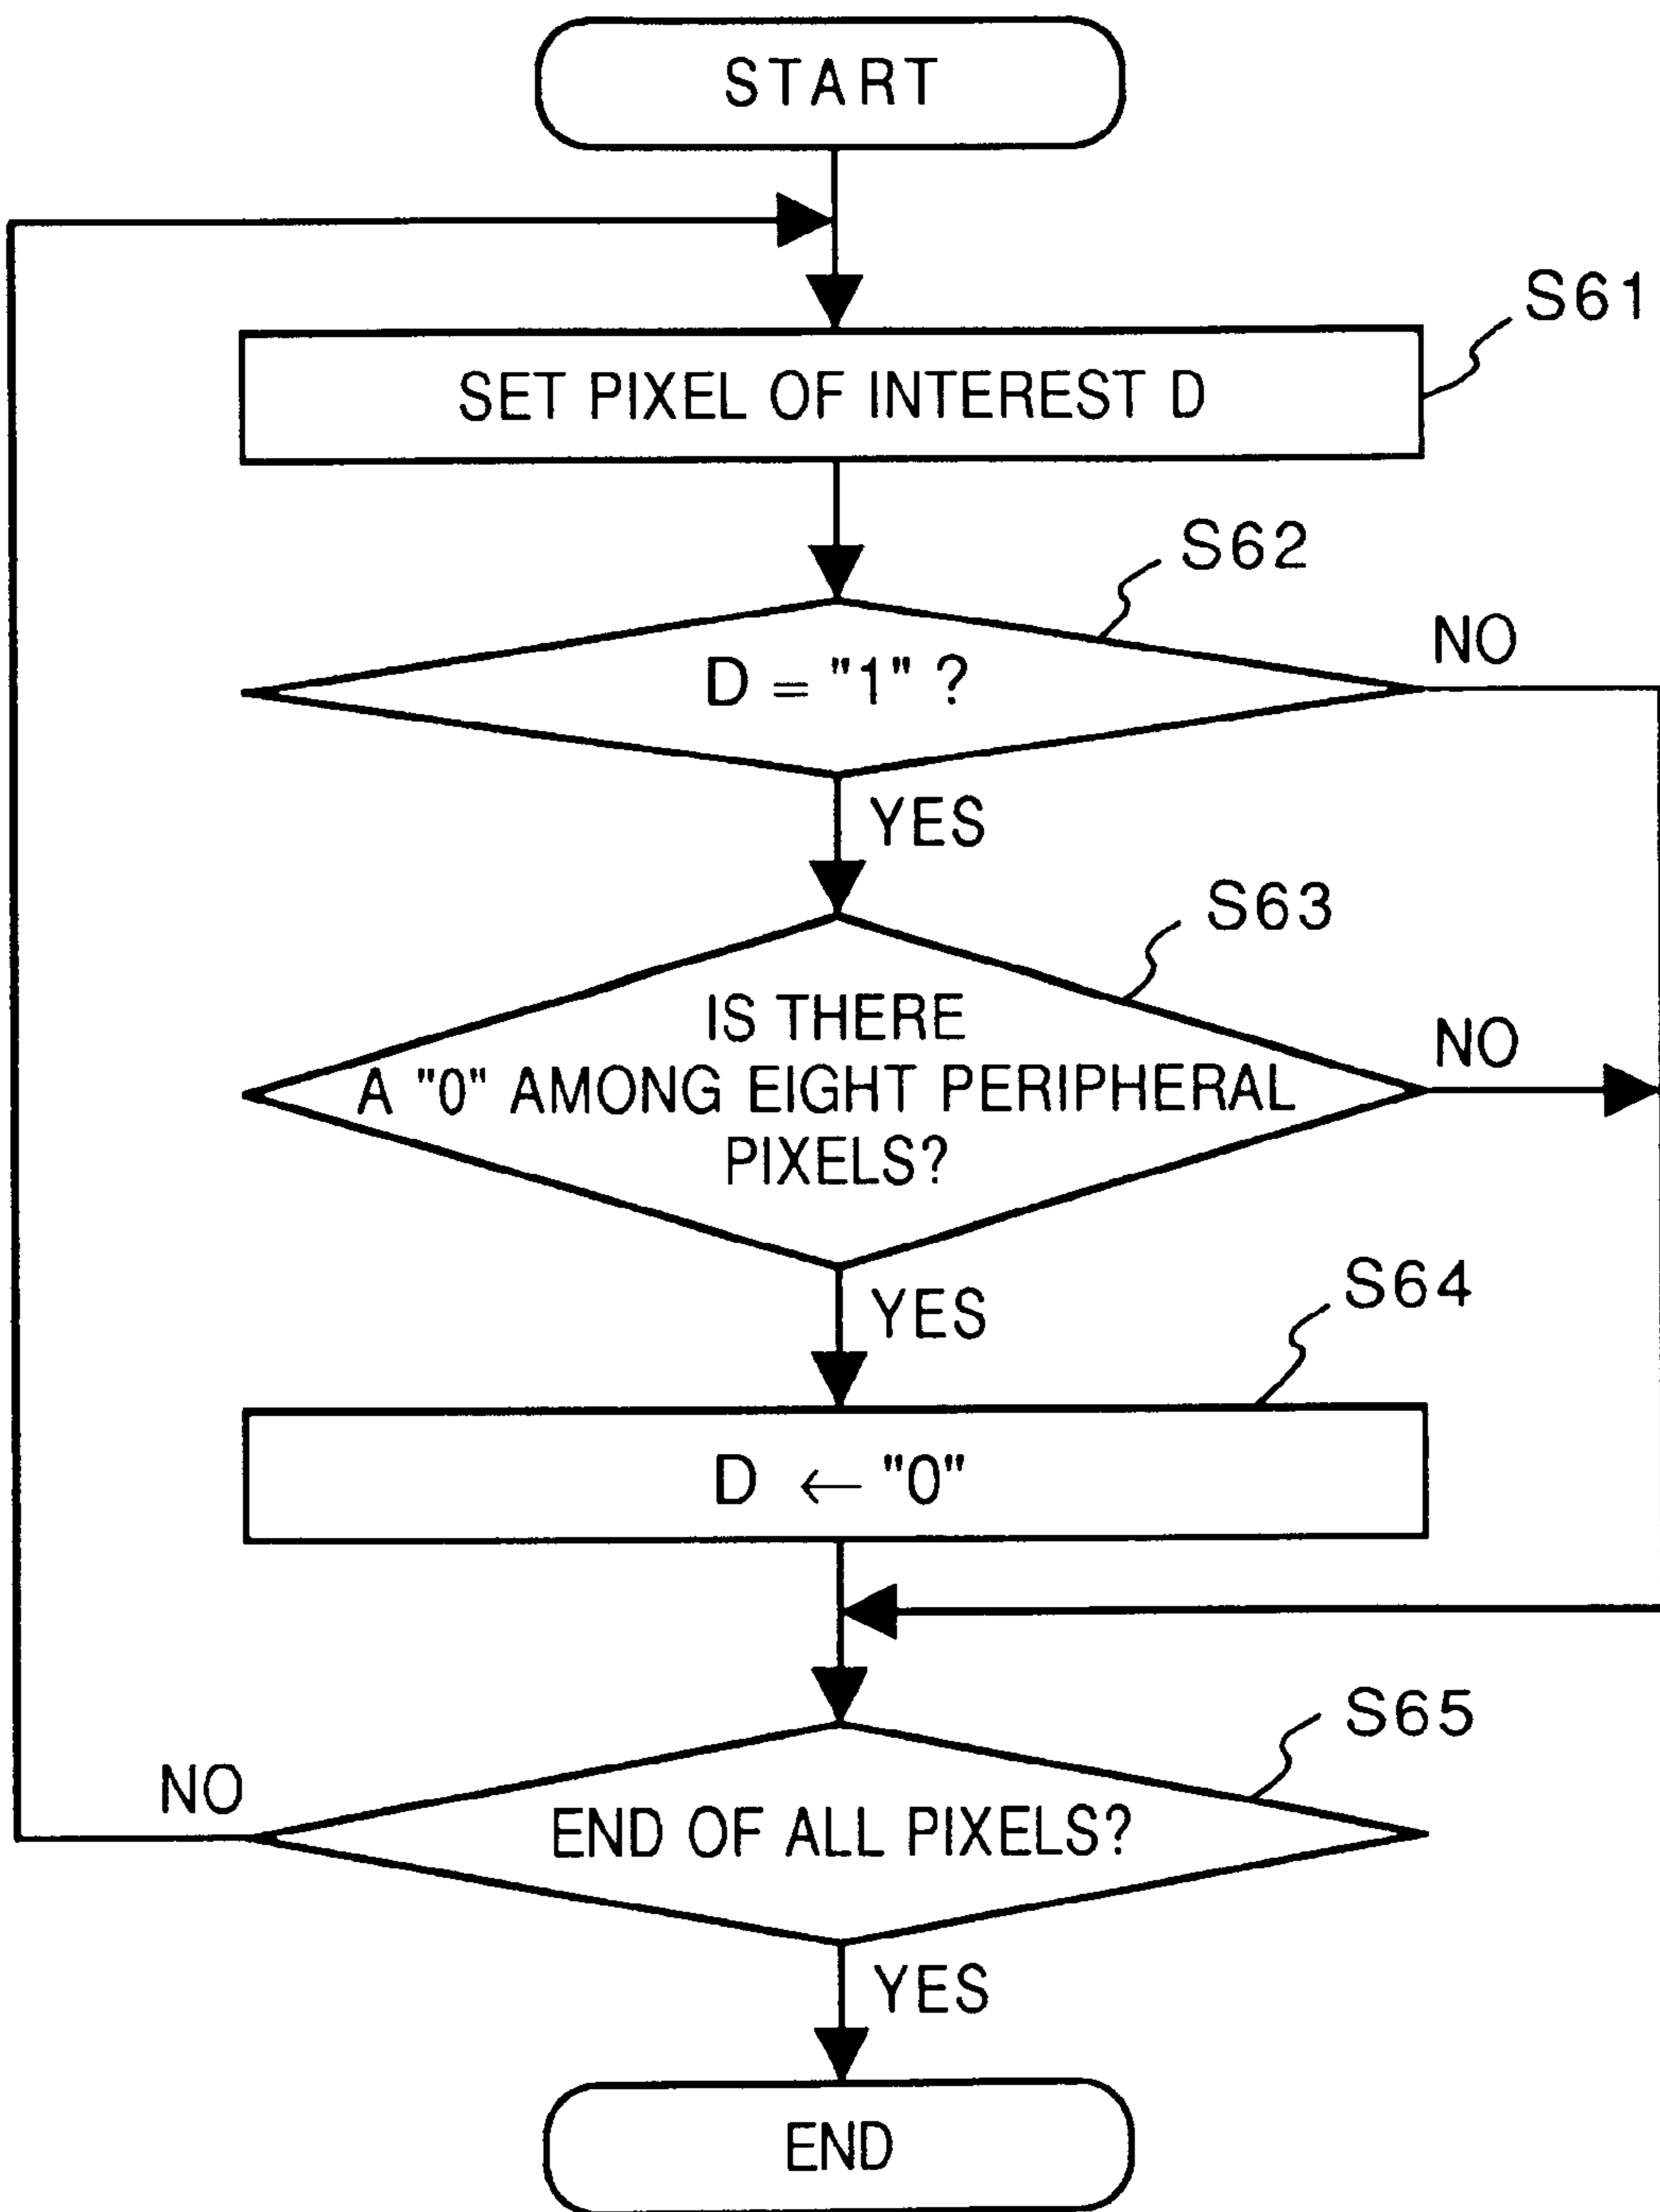 START
S61
SET PIXEL OF INTEREST D
S62
D = "1" ?
NO
YES
S63
IS THERE
A "0" AMONG EIGHT PERIPHERAL
PIXELS?
NO
YES
S64
D ← "0"
S65
NO
END OF ALL PIXELS?
YES
END